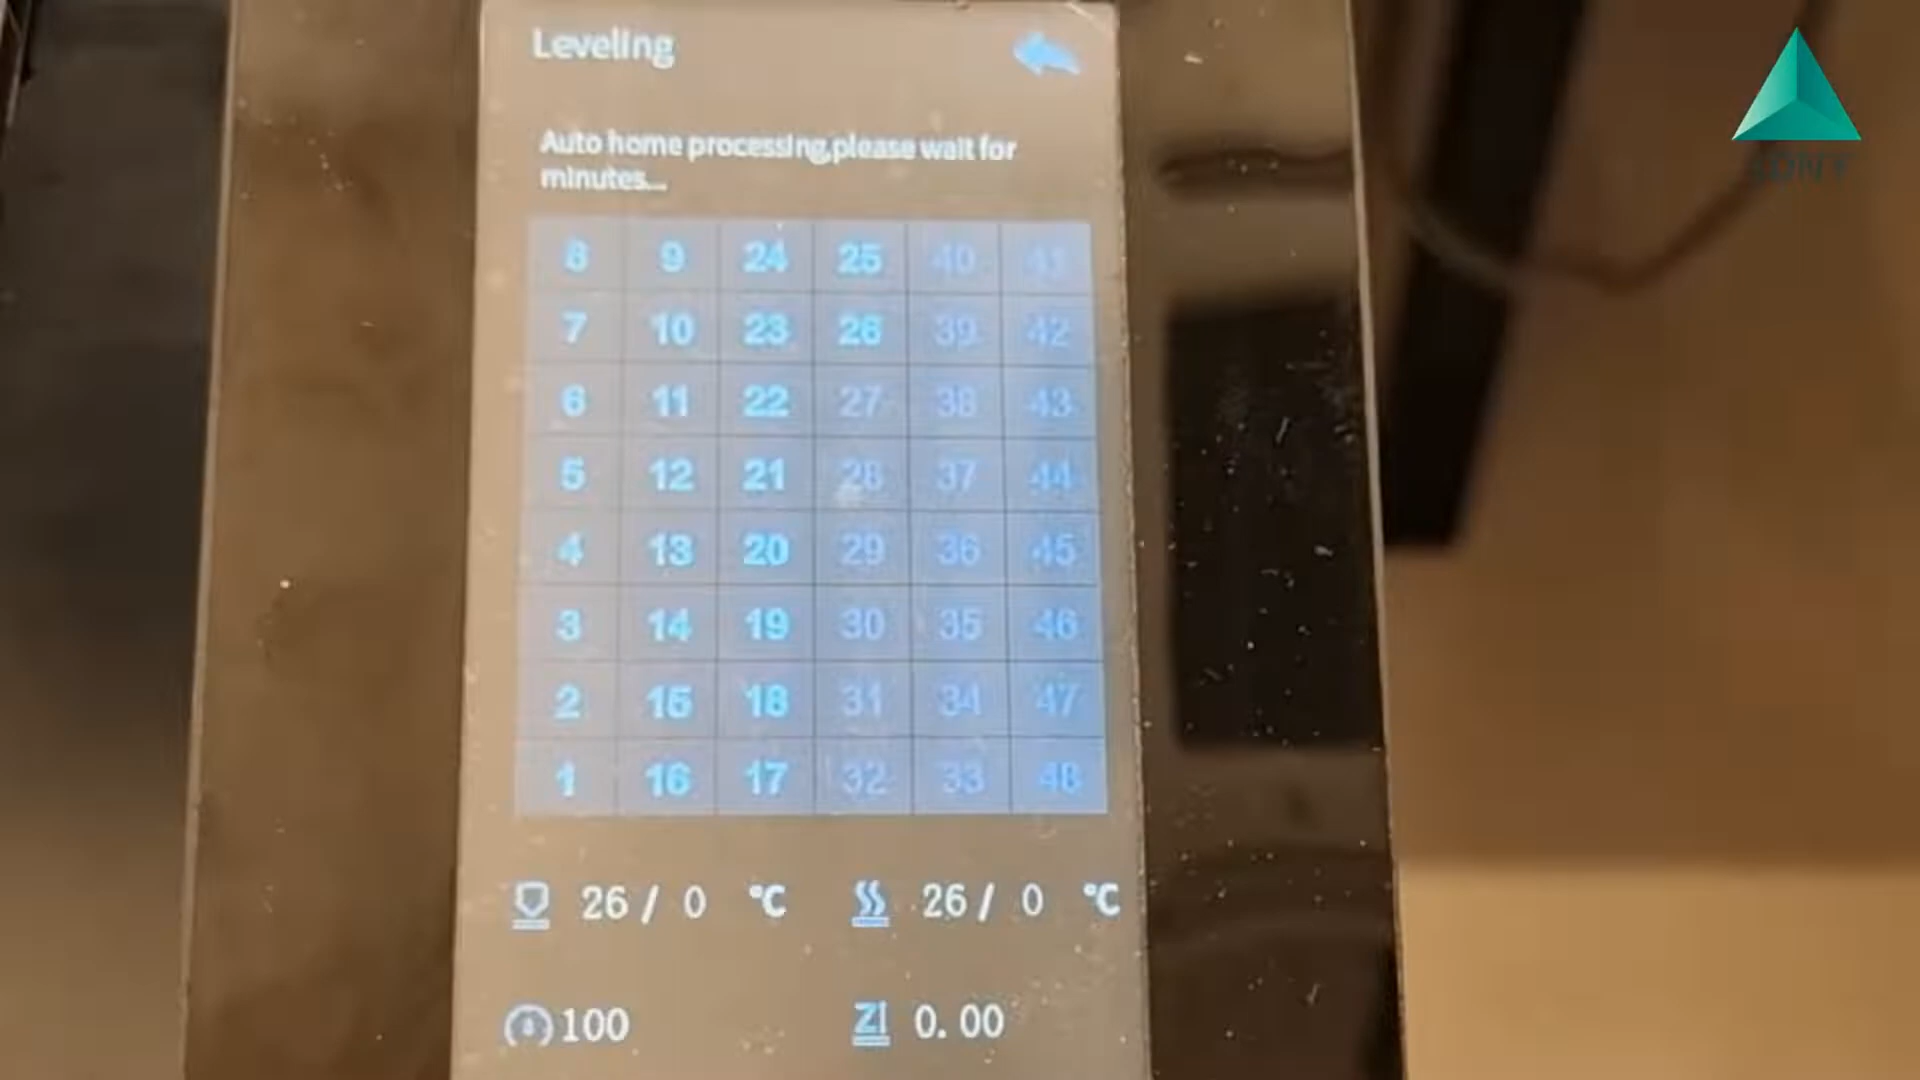 Leveling
Auto home processing,please wait for
minutes...
8 9 24 25 40 41
7 10 23 26 39 42
6 11 22 27 38 43
5 12 21 28 37 44
4 13 20 29 36 45
3 14 19 30 35 46
2 15 18 31 34 47
1 16 17 32 33 48
26 / 0 °C 26 / 0 °C
100 0.00